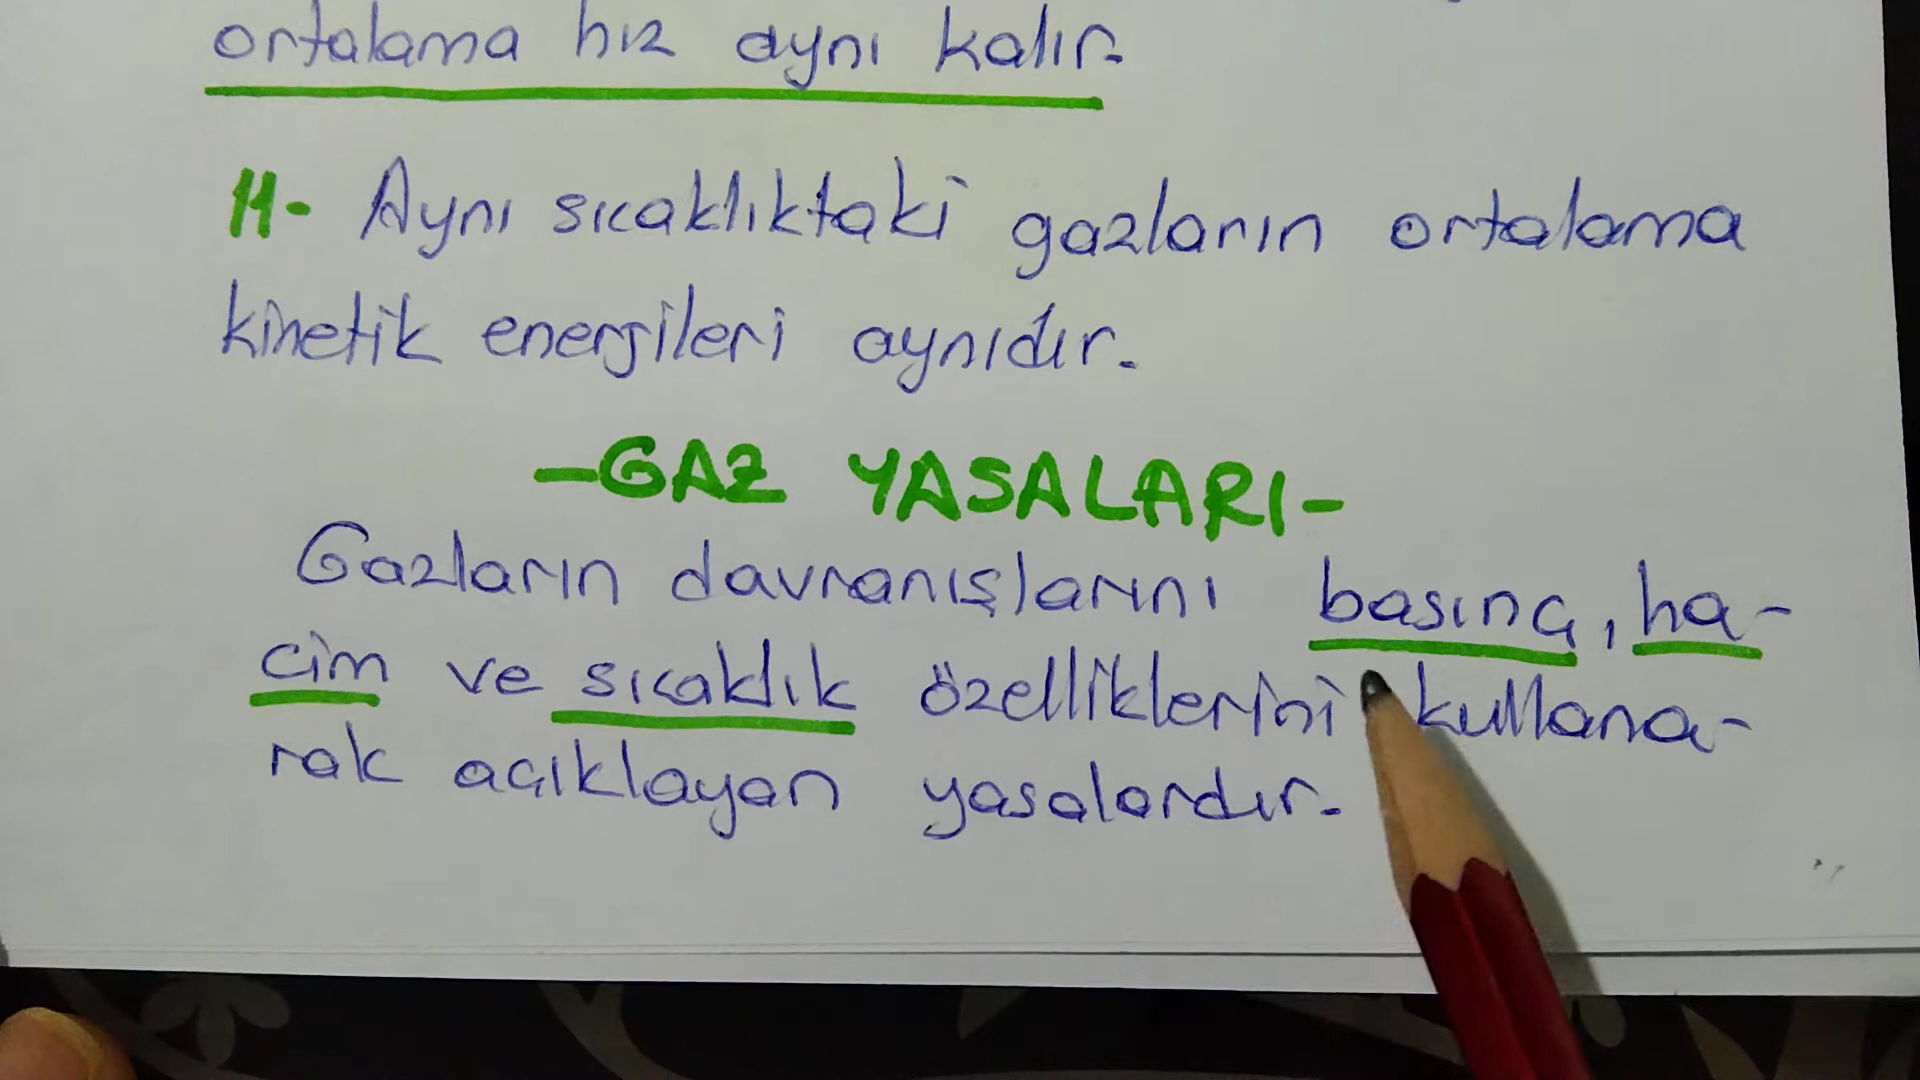 ortalama hız aynı kalır.
11- Aynı sıcaklıktaki gazların ortalama
kinetik enerjileri aynıdır.
-GAZ YASALARI-
Gazların davranışlarını basınç, ha-
cim ve sıcaklık özelliklerini kullana-
rak açıklayan yasalardır.